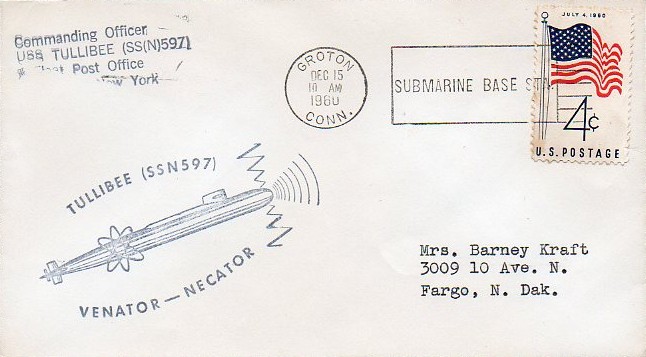 Commanding Officer
USS TULLIBEE (SS(N)597)
Post Office
York
GROTON
DEC 15
10 AM
1960
CONN.
SUBMARINE BASE
JULY 4, 1960
4¢
U.S. POSTAGE
TULLIBEE (SSN597)
VENATOR—NECATOR
Mrs. Barney Kraft
3009 10 Ave. N.
Fargo, N. Dak.